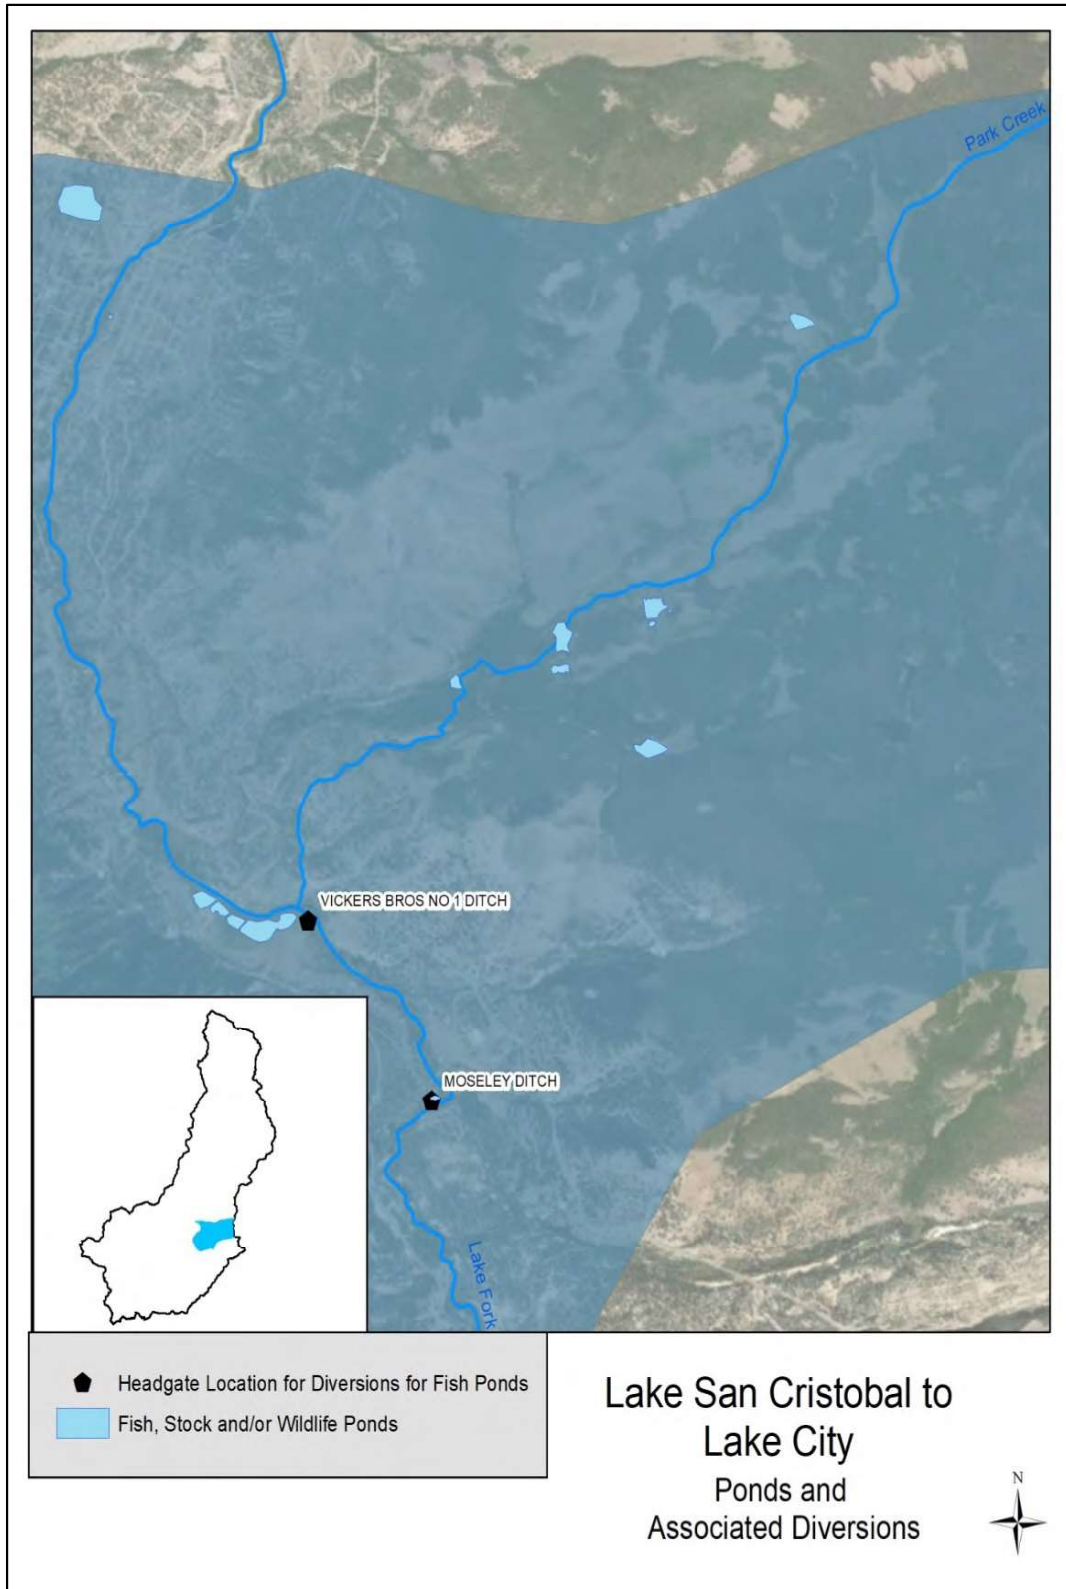 Park Creek
VICKERS BROS NO 1 DITCH
MOSELEY DITCH
Lake Fork
Headgate Location for Diversions for Fish Ponds
Fish, Stock and/or Wildlife Ponds
Lake San Cristobal to
Lake City
Ponds and
Associated Diversions
N